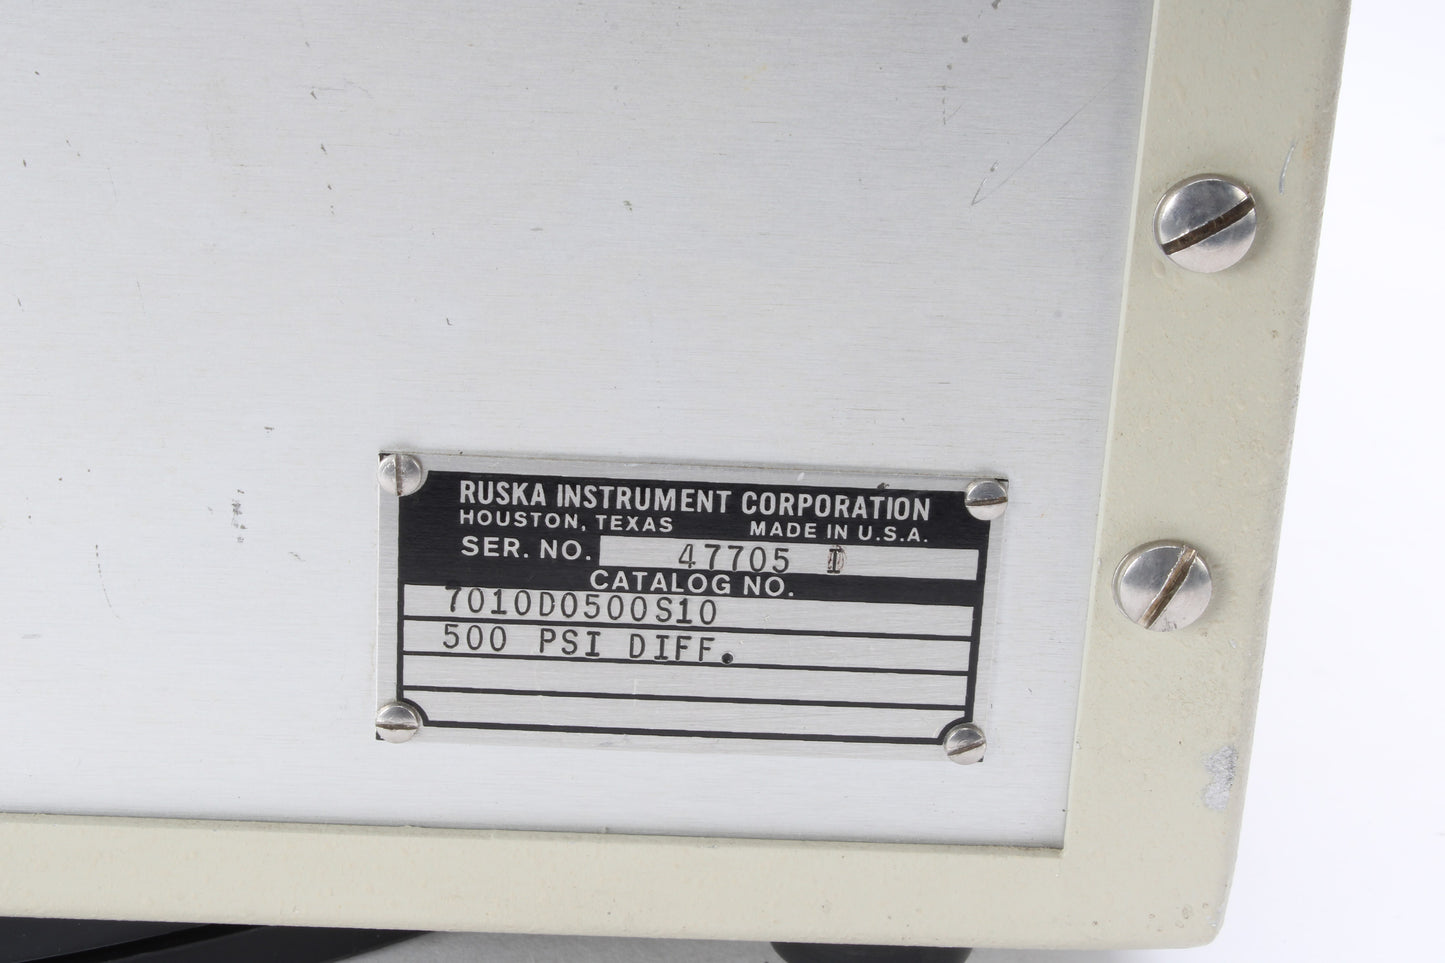 RUSKA INSTRUMENT CORPORATION
HOUSTON, TEXAS MADE IN U.S.A.
SER. NO. 47705
CATALOG NO.
7010D0500S10
500 PSI DIFF.